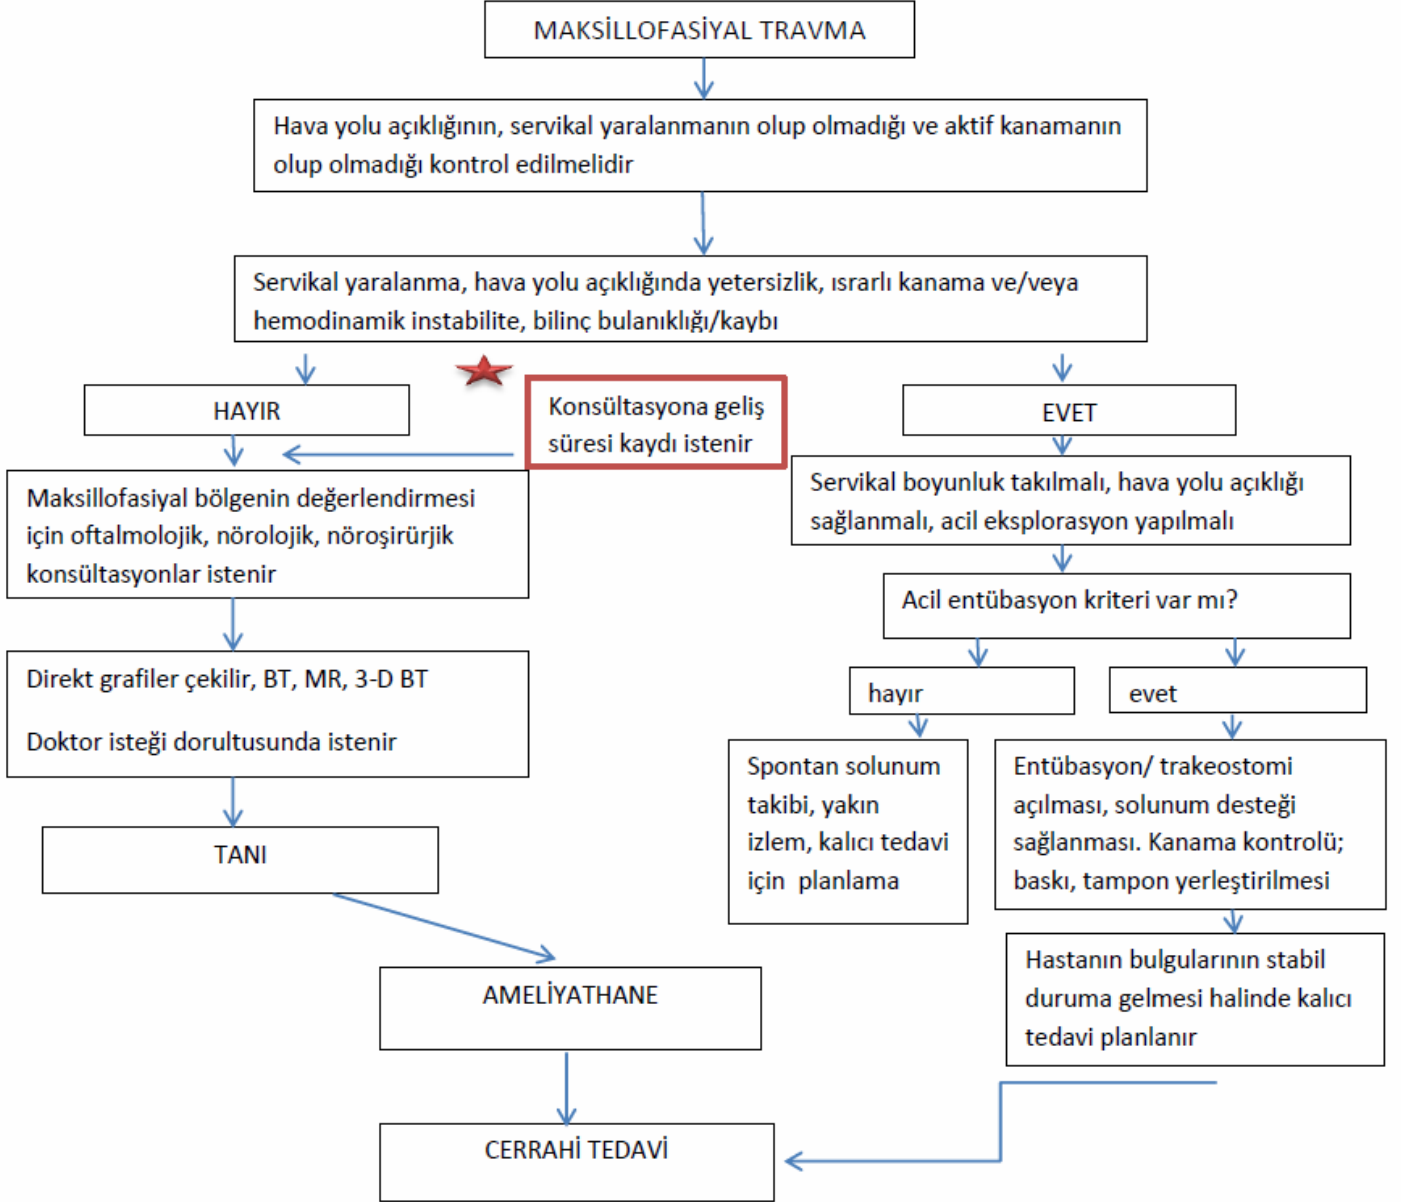 MAKSİLLOFASİYAL TRAVMA
Hava yolu açıklığının, servikal yaralanmanın olup olmadığı ve aktif kanamanın
olup olmadığı kontrol edilmelidir
Servikal yaralanma, hava yolu açıklığında yetersizlik, ısrarlı kanama ve/veya
hemodinamik instabilite, bilinç bulanıklığı/kaybı
HAYIR
Konsültasyona geliş
süresi kaydı istenir
EVET
Maksillofasiyal bölgenin değerlendirmesi
için oftalmolojik, nörolojik, nöroşirürjik
konsültasyonlar istenir
Servikal boyunluk takılmalı, hava yolu açıklığı
sağlanmalı, acil eksplorasyon yapılmalı
Acil entübasyon kriteri var mı?
Direkt grafiler çekilir, BT, MR, 3-D BT
Doktor isteği dorultusunda istenir
hayır
evet
Spontan solunum
takibi, yakın
izlem, kalıcı tedavi
için planlama
Entübasyon/ trakeostomi
açılması, solunum desteği
sağlanması. Kanama kontrolü;
baskı, tampon yerleştirilmesi
TANI
Hastanın bulgularının stabil
duruma gelmesi halinde kalıcı
tedavi planlanır
AMELİYATHANE
CERRAHİ TEDAVİ